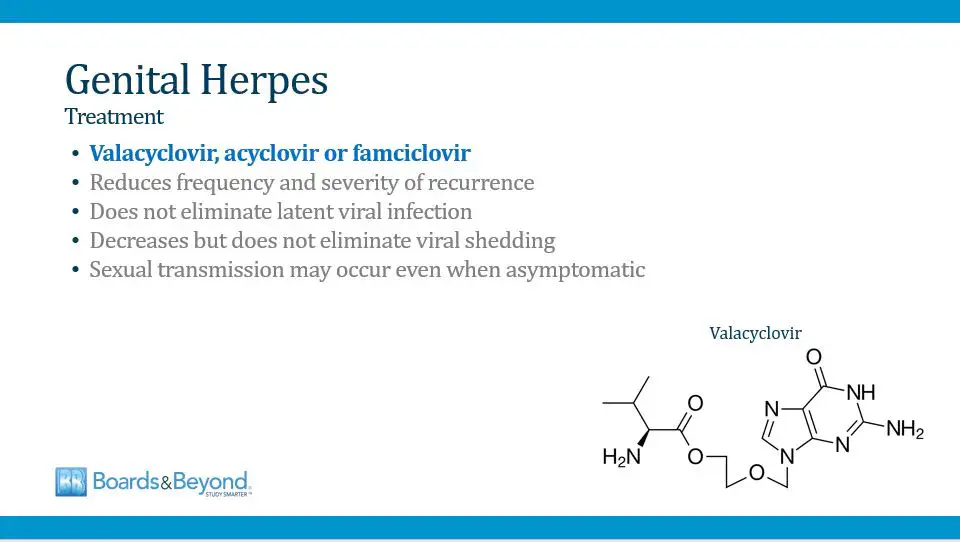 Genital Herpes
Treatment
• Valacyclovir, acyclovir or famciclovir
• Reduces frequency and severity of recurrence
• Does not eliminate latent viral infection
• Decreases but does not eliminate viral shedding
• Sexual transmission may occur even when asymptomatic
Valacyclovir
O
NH
N
O
NH₂
N
H₂N
O
N
O
BB Boards&Beyond™
STUDY SMARTER